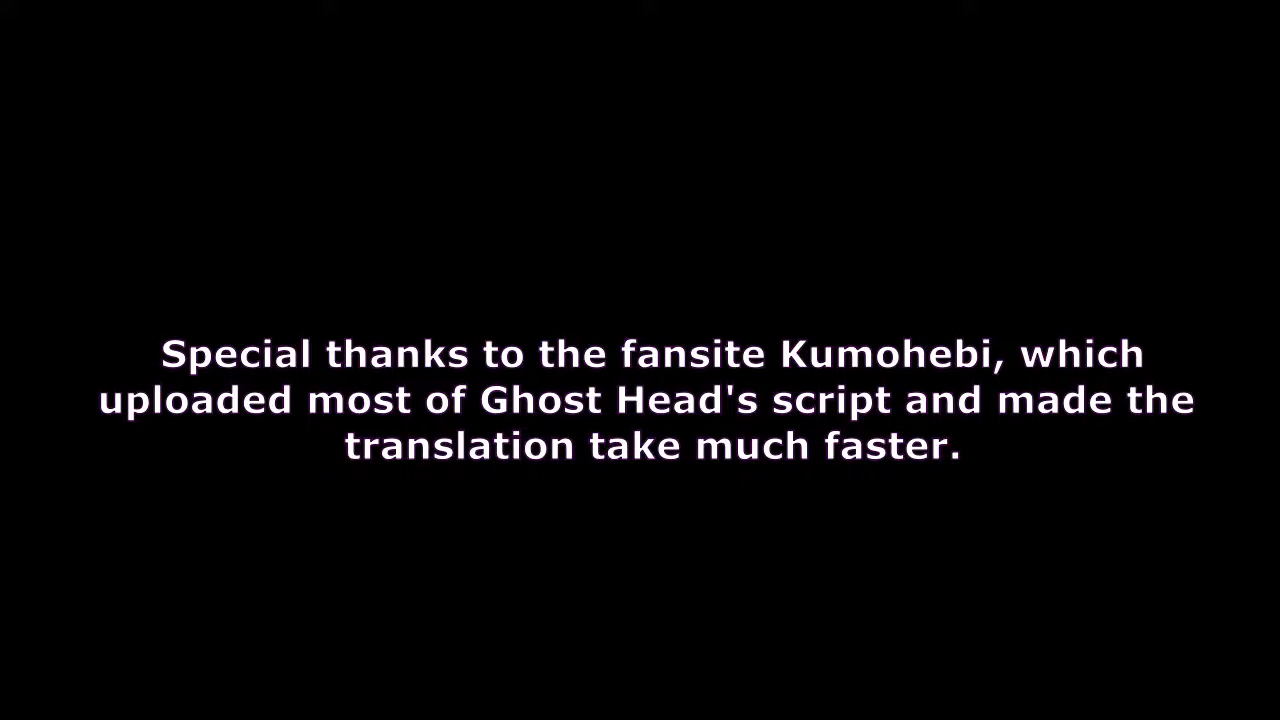 Special thanks to the fansite Kumohebi, which
uploaded most of Ghost Head's script and made the
translation take much faster.